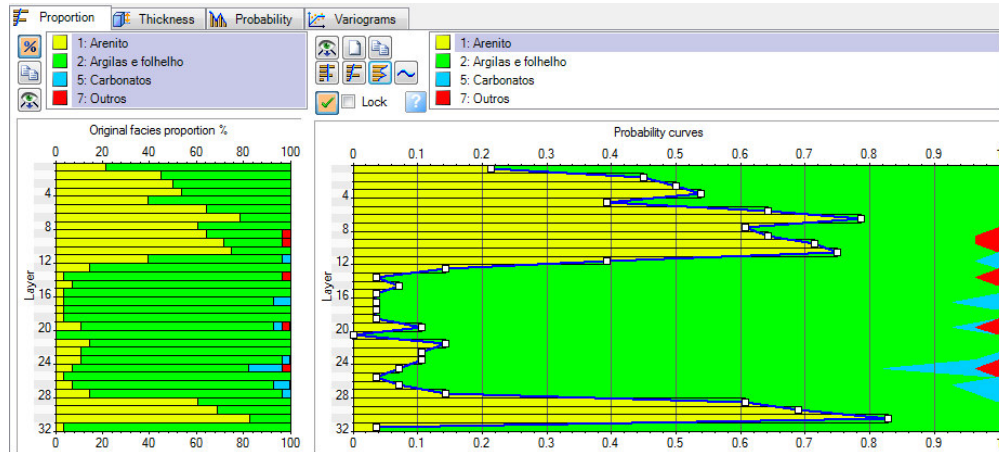 Proportion Thickness Probability Variograms
% 1: Arenito
2: Argilas e folhelho
5: Carbonatos
7: Outros
1: Arenito
2: Argilas e folhelho
5: Carbonatos
7: Outros
Lock ?
Original facies proportion %
0 20 40 60 80 100
Layer
4
8
12
16
20
24
28
32
0 20 40 60 80 100
Probability curves
0 0.1 0.2 0.3 0.4 0.5 0.6 0.7 0.8 0.9 1
Layer
4
8
12
16
20
24
28
32
0 0.1 0.2 0.3 0.4 0.5 0.6 0.7 0.8 0.9 1